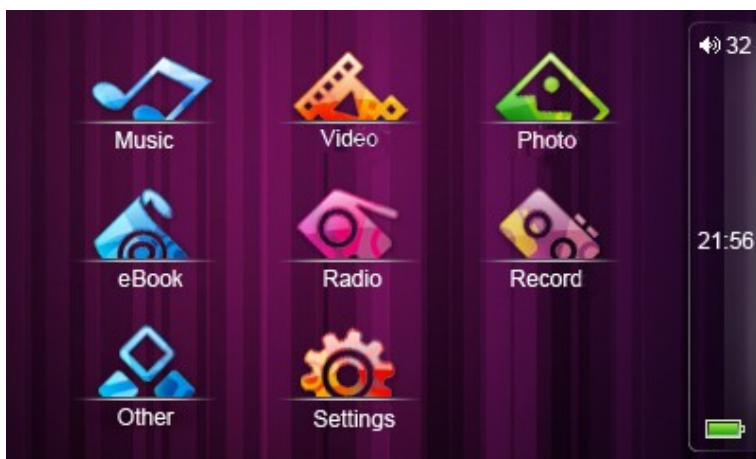 32
Music
Video
Photo
21:56
eBook
Radio
Record
Other
Settings